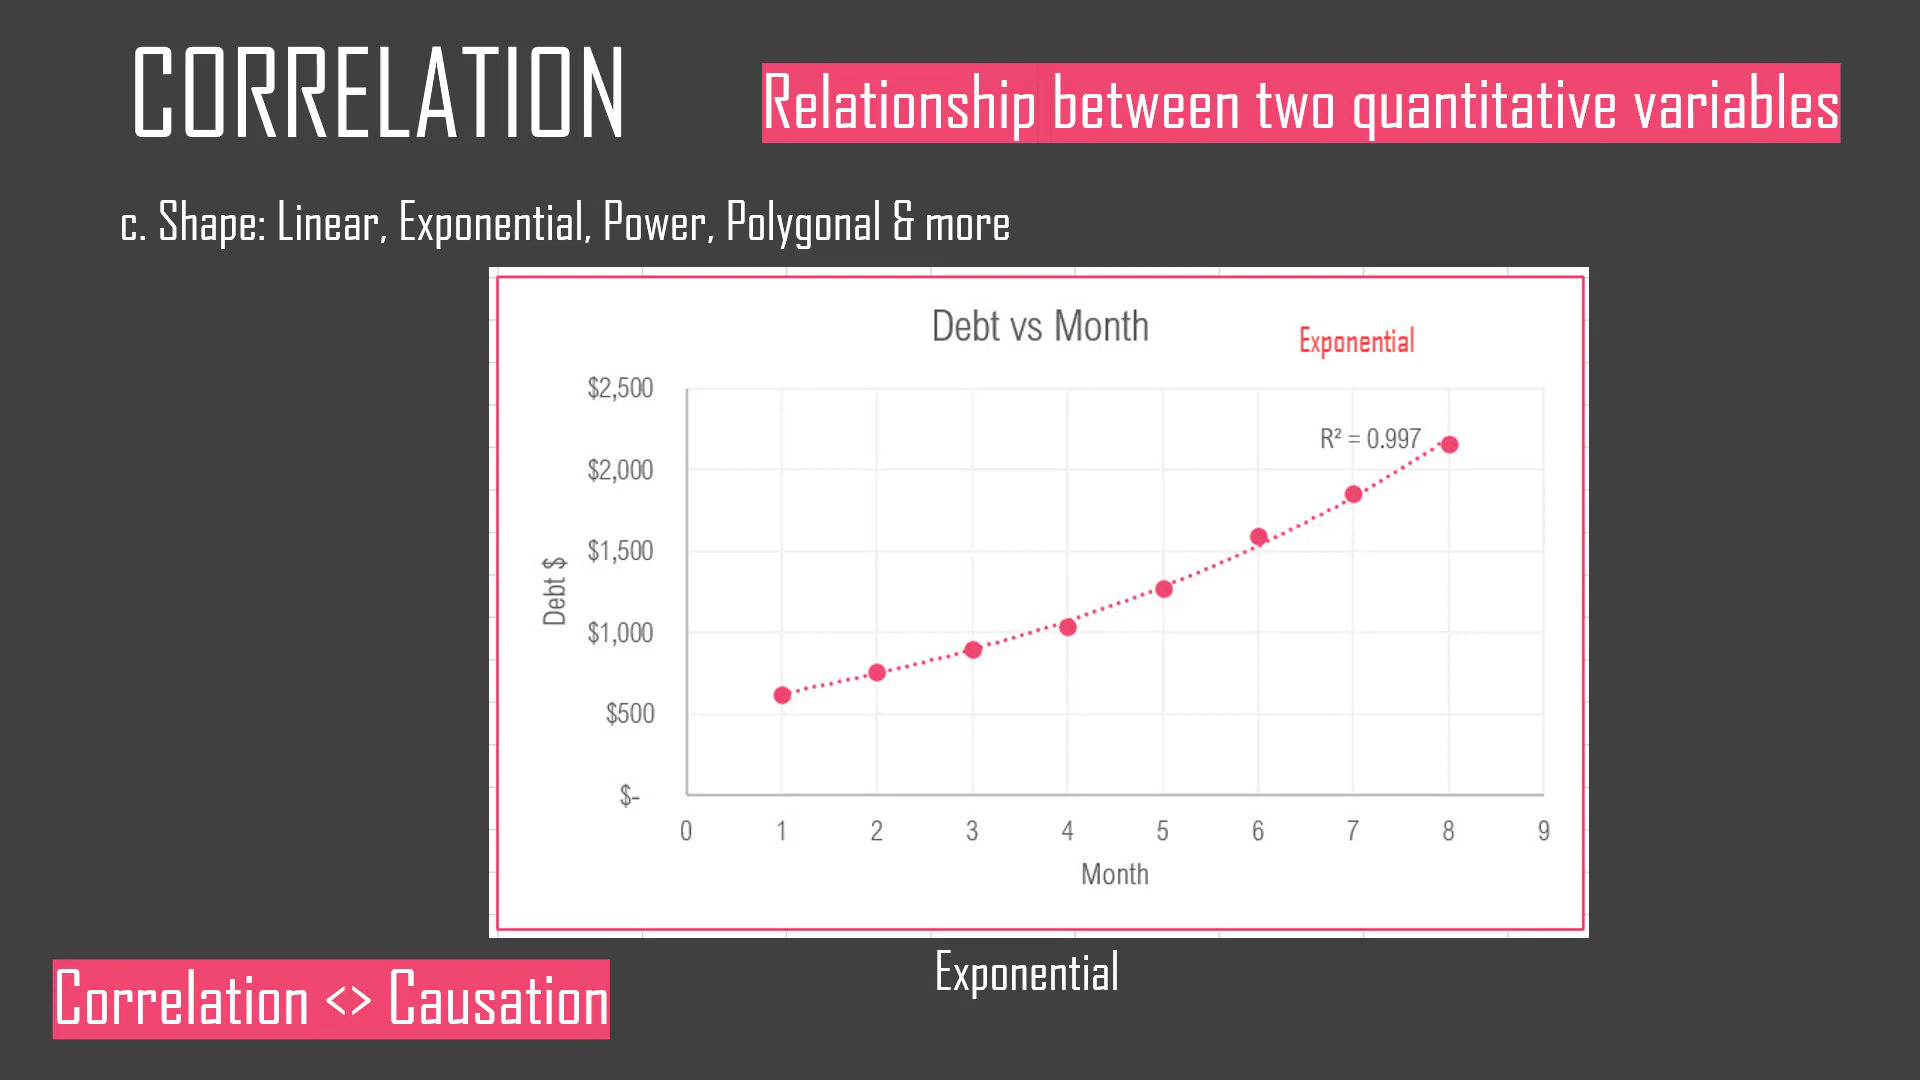 CORRELATION
Relationship between two quantitative variables
c. Shape: Linear, Exponential, Power, Polygonal & more
Debt vs Month
Exponential
R² = 0.997
$2,500
$2,000
$1,500
$1,000
$500
$-
Debt $
0 1 2 3 4 5 6 7 8 9
Month
Exponential
Correlation <> Causation